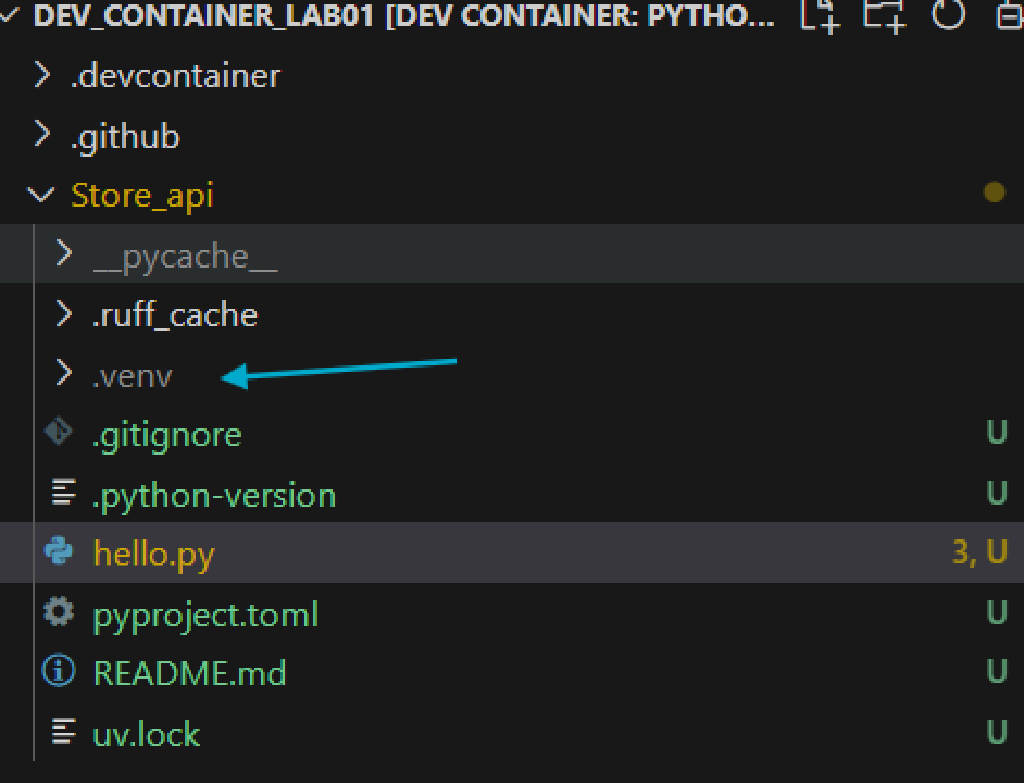 DEV_CONTAINER_LAB01 [DEV CONTAINER: PYTHO...
.devcontainer
.github
Store_api
__pycache__
.ruff_cache
.venv
.gitignore U
.python-version U
hello.py 3, U
pyproject.toml U
README.md U
uv.lock U